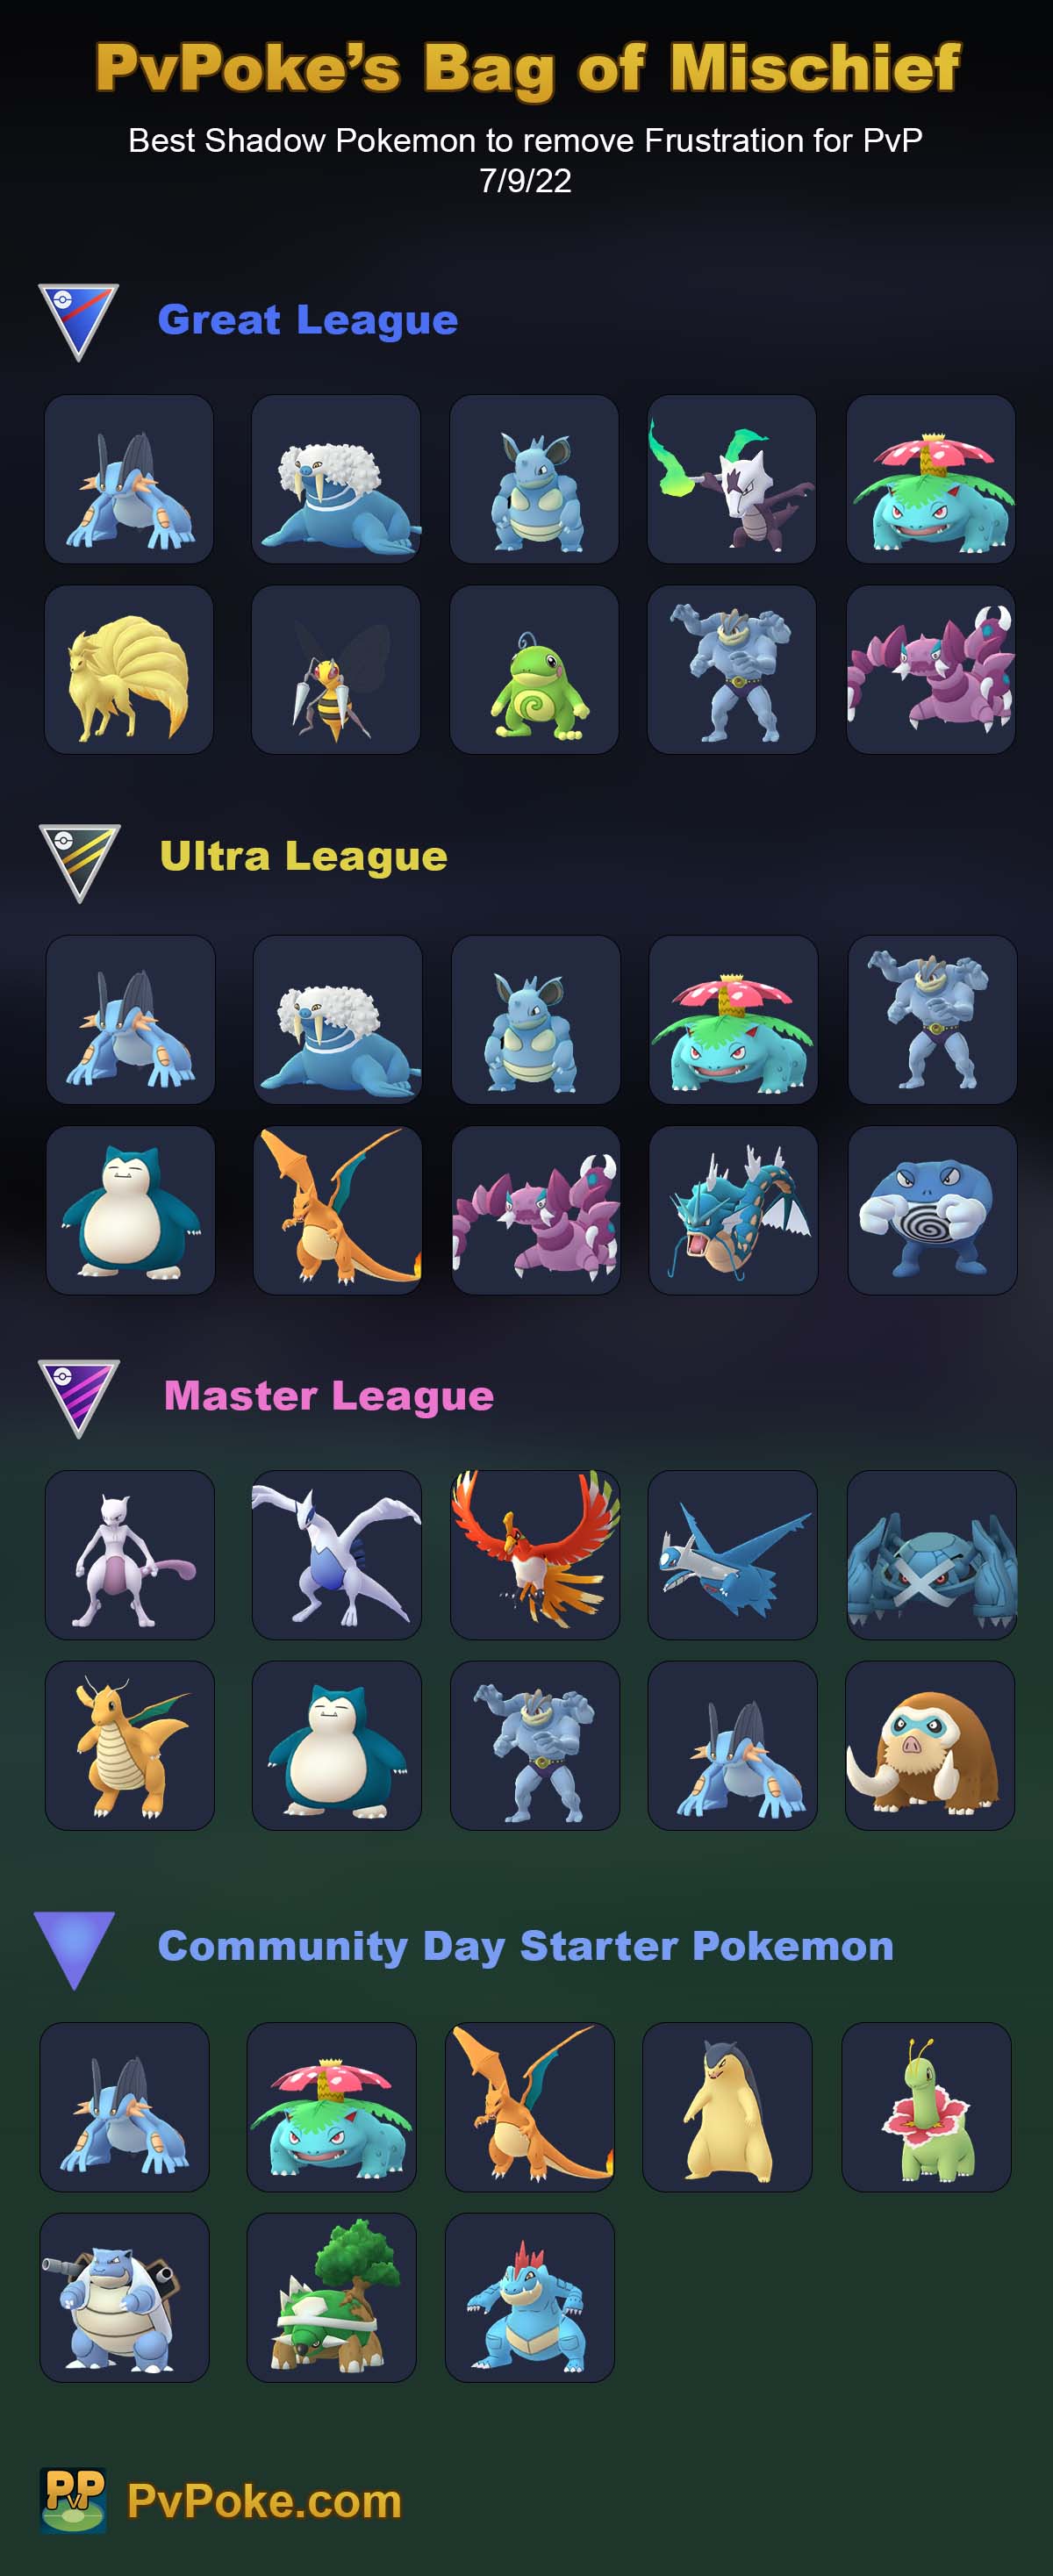 PvPoke's Bag of Mischief
Best Shadow Pokemon to remove Frustration for PvP
7/9/22
Great League
Ultra League
Master League
Community Day Starter Pokemon
PvP
PvPoke.com